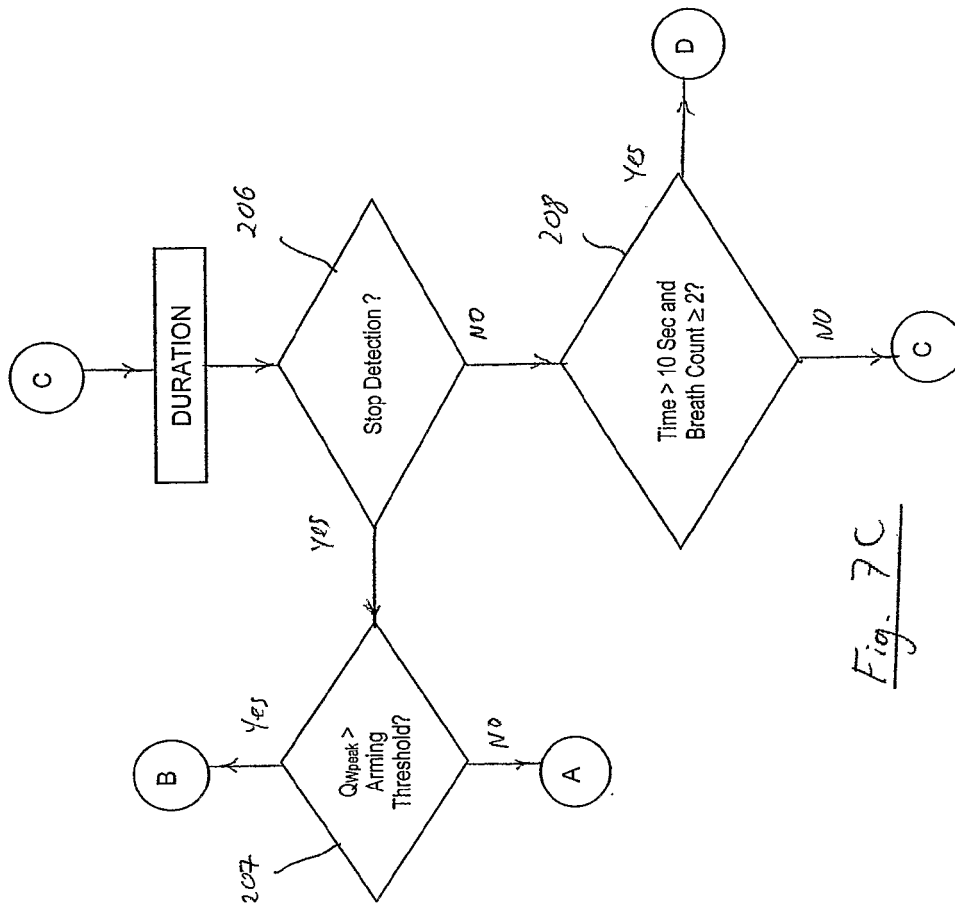 C
DURATION
206
Stop Detection ?
Yes
NO
207
QWpeak >
Arming
Threshold?
Yes
B
NO
A
208
Time > 10 Sec and
Breath Count ≥ 2?
Yes
D
NO
C
Fig. 7C